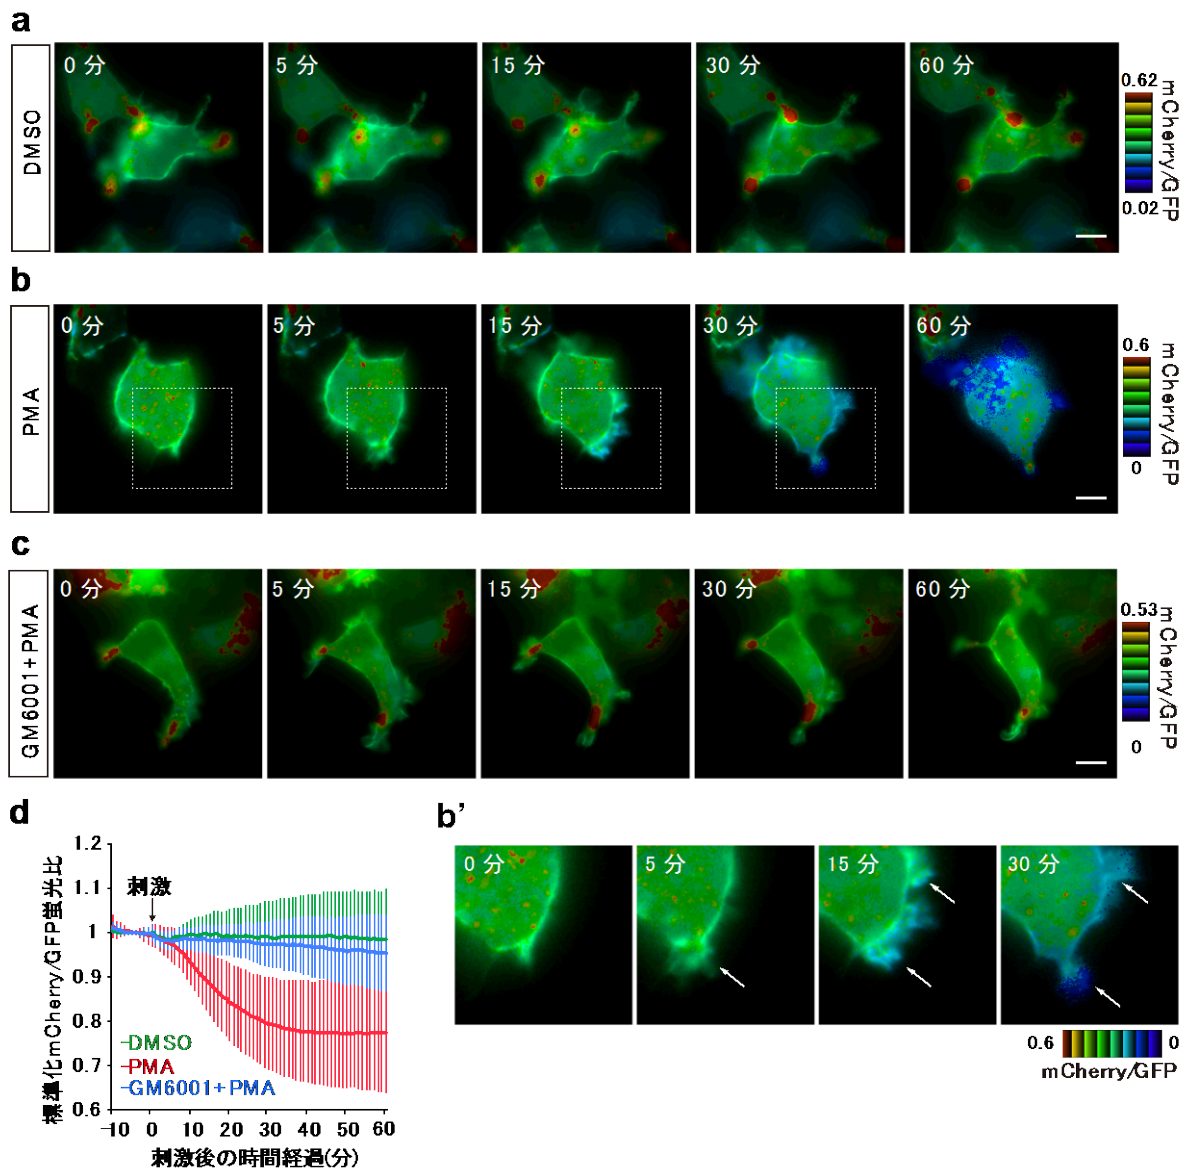 a
DMSO
0 分
5 分
15 分
30 分
60 分
0.62
0.02
mCherry/GFP
b
PMA
0 分
5 分
15 分
30 分
60 分
0.6
0
mCherry/GFP
c
GM6001+PMA
0 分
5 分
15 分
30 分
60 分
0.53
0
mCherry/GFP
d
標準化mCherry/GFP蛍光比
1.2
1.1
1
0.9
0.8
0.7
0.6
刺激
DMSO
PMA
GM6001+PMA
-10 0 10 20 30 40 50 60
刺激後の時間経過(分)
b’
0 分
5 分
15 分
30 分
0.6 0
mCherry/GFP